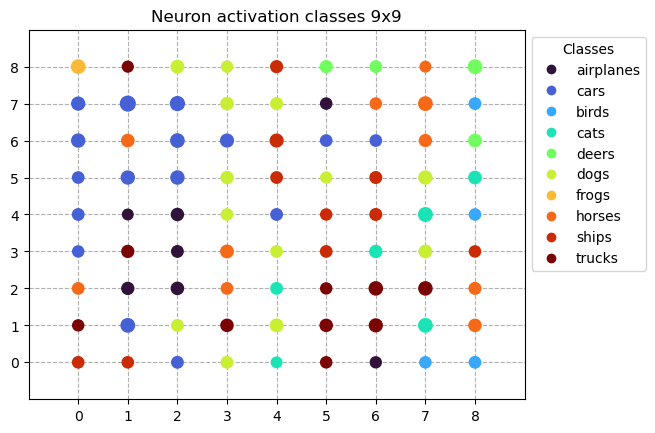 Neuron activation classes 9x9
Classes
airplanes
cars
birds
cats
deers
dogs
frogs
horses
ships
trucks
8
7
6
5
4
3
2
1
0
0 1 2 3 4 5 6 7 8